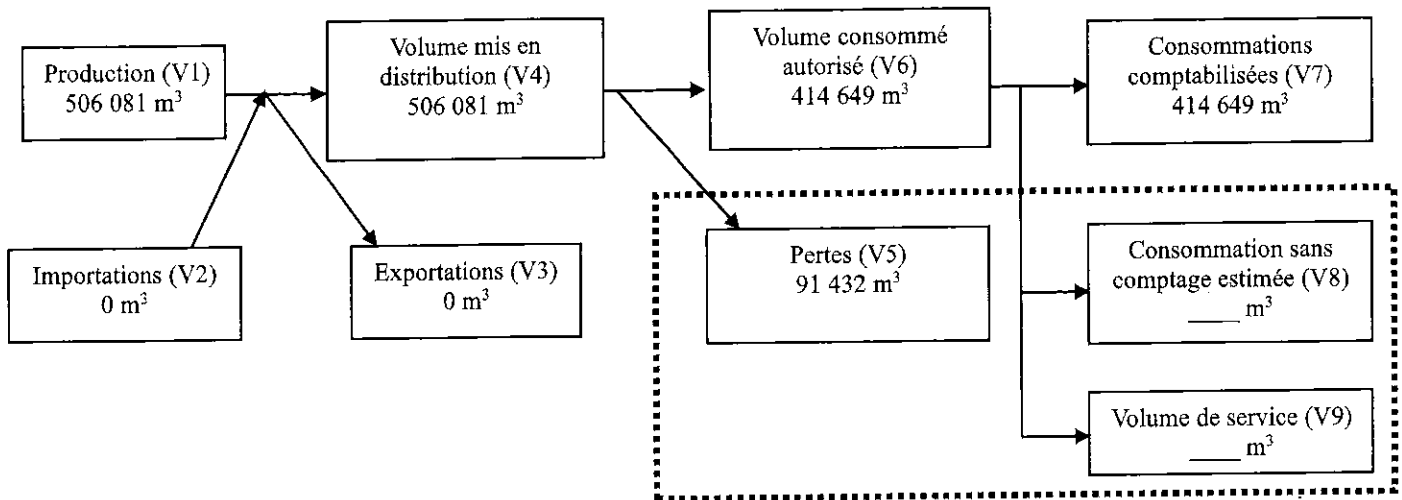 Production (V1)
506 081 m³
Volume mis en
distribution (V4)
506 081 m³
Volume consommé
autorisé (V6)
414 649 m³
Consommations
comptabilisées (V7)
414 649 m³
Importations (V2)
0 m³
Exportations (V3)
0 m³
Pertes (V5)
91 432 m³
Consommation sans
comptage estimée (V8)
____ m³
Volume de service (V9)
____ m³